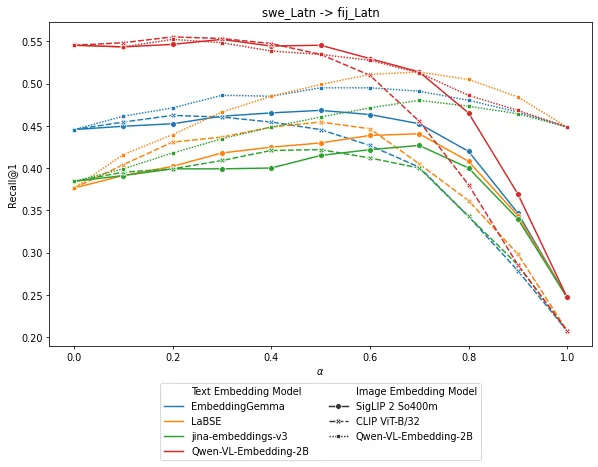 swe_Latn -> fij_Latn
Recall@1
0.55
0.50
0.45
0.40
0.35
0.30
0.25
0.20
0.0 0.2 0.4 0.6 0.8 1.0
α
Text Embedding Model
EmbeddingGemma
LaBSE
jina-embeddings-v3
Qwen-VL-Embedding-2B
Image Embedding Model
SigLIP 2 So400m
CLIP ViT-B/32
Qwen-VL-Embedding-2B